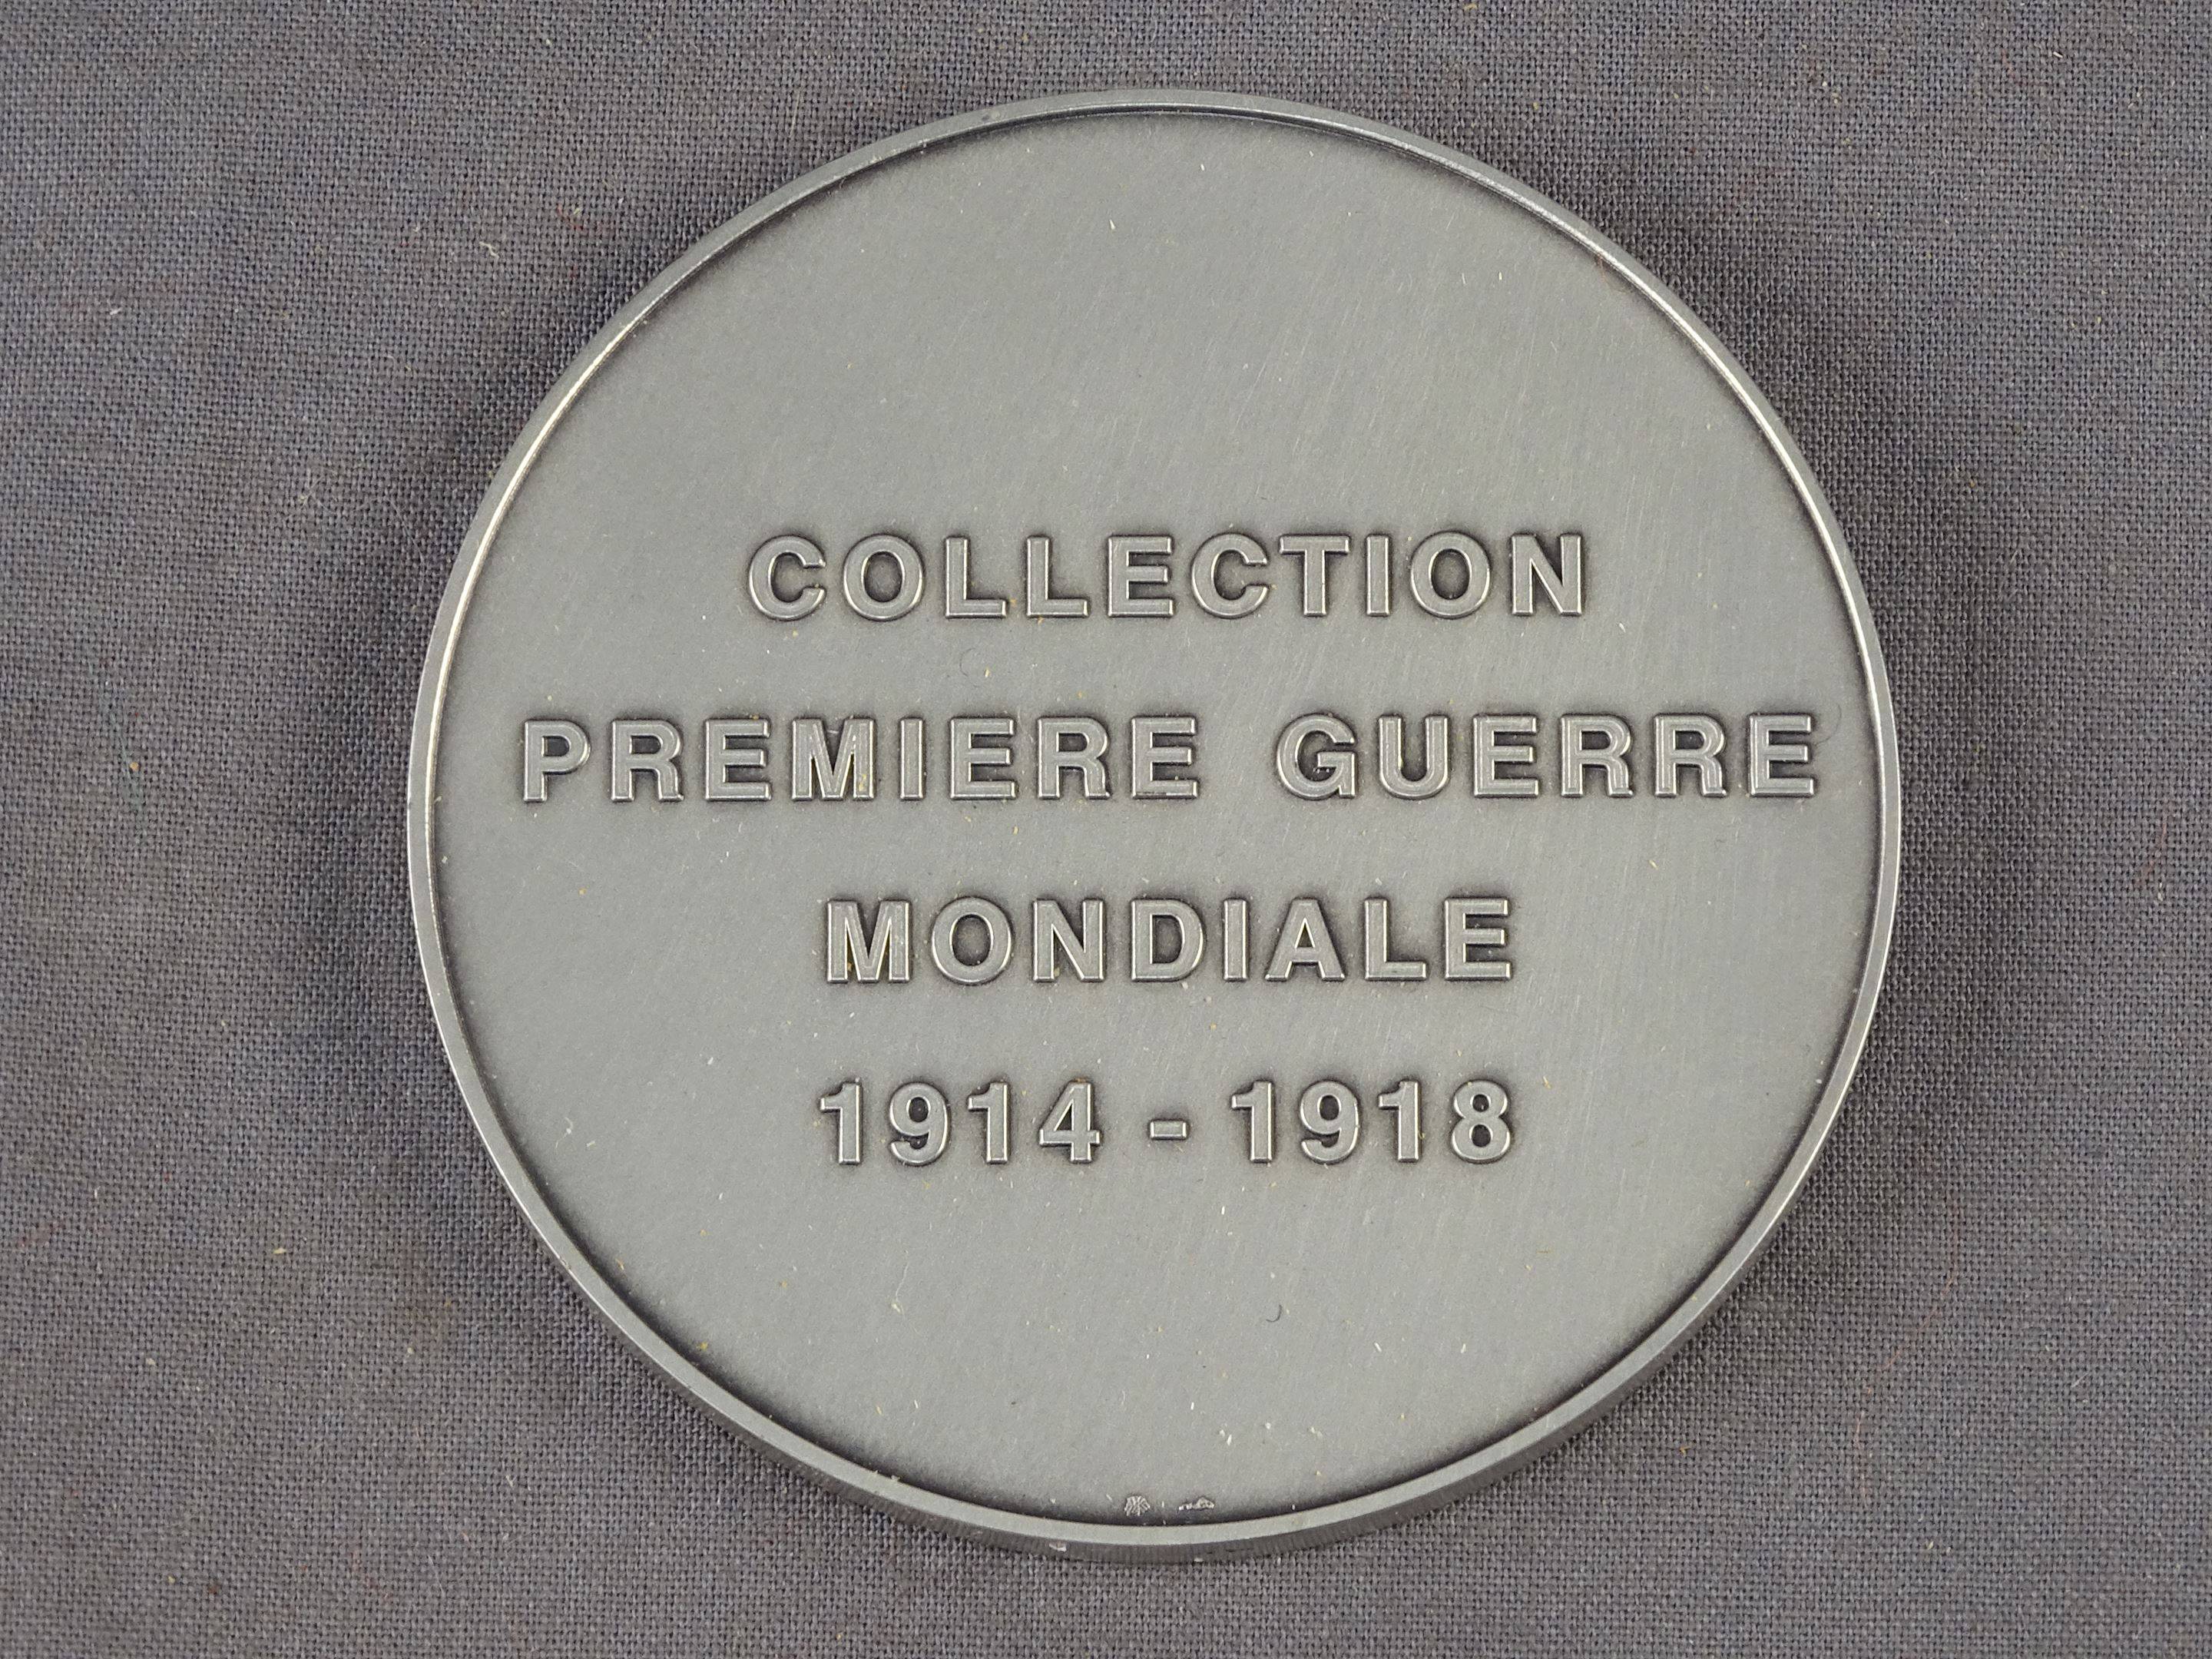 COLLECTION
PREMIERE GUERRE
MONDIALE
1914 - 1918